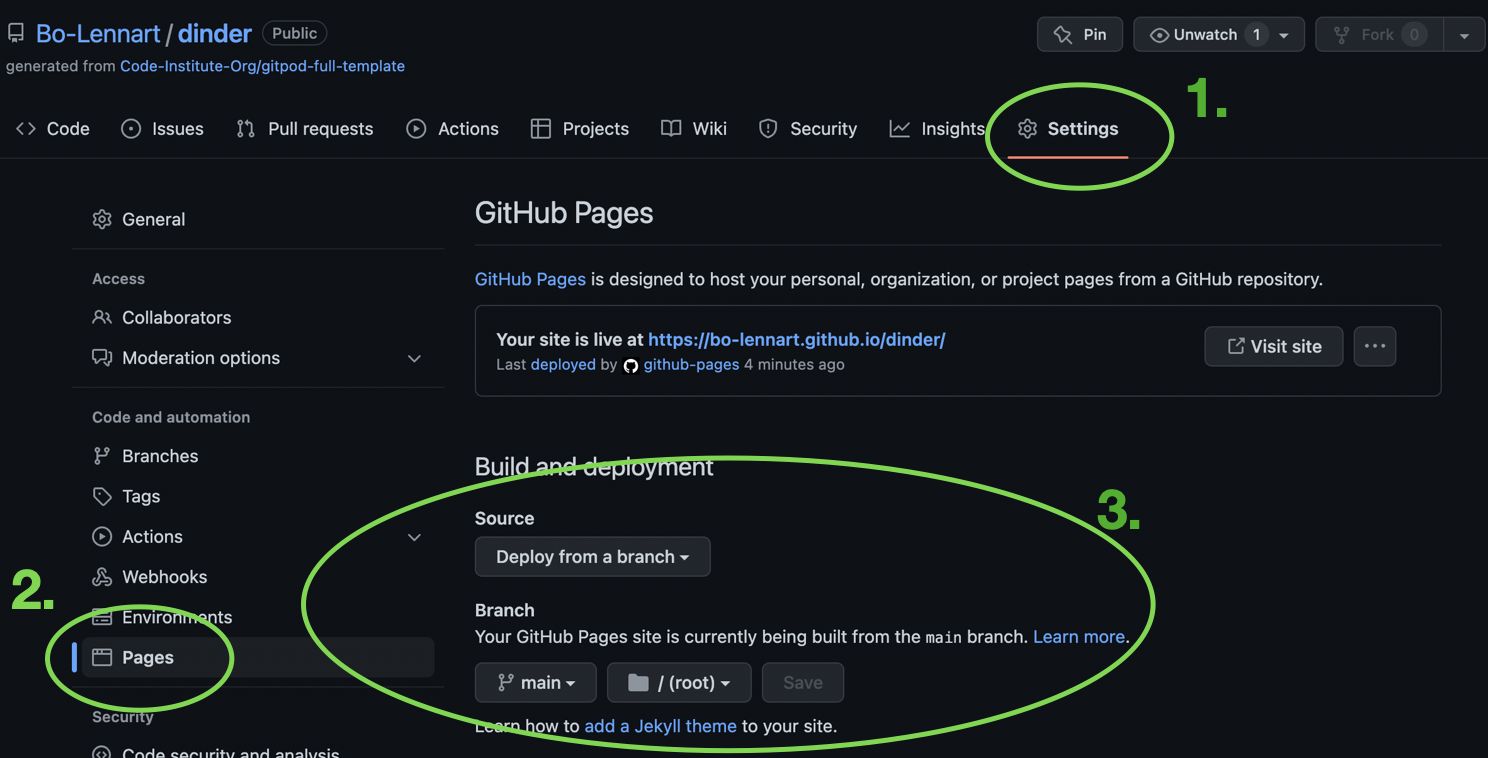 Bo-Lennart / dinder Public
Pin Unwatch 1 Fork 0
generated from Code-Institute-Org/gitpod-full-template
1.
Code Issues Pull requests Actions Projects Wiki Security Insights Settings
General
Access
Collaborators
Moderation options
Code and automation
Branches
Tags
Actions
Webhooks
2.
Environments
Pages
Security
Code security and analysis
GitHub Pages
GitHub Pages is designed to host your personal, organization, or project pages from a GitHub repository.
Your site is live at https://bo-lennart.github.io/dinder/
Last deployed by github-pages 4 minutes ago
Visit site
Build and deployment
3.
Source
Deploy from a branch
Branch
Your GitHub Pages site is currently being built from the main branch. Learn more.
main / (root) Save
Learn how to add a Jekyll theme to your site.